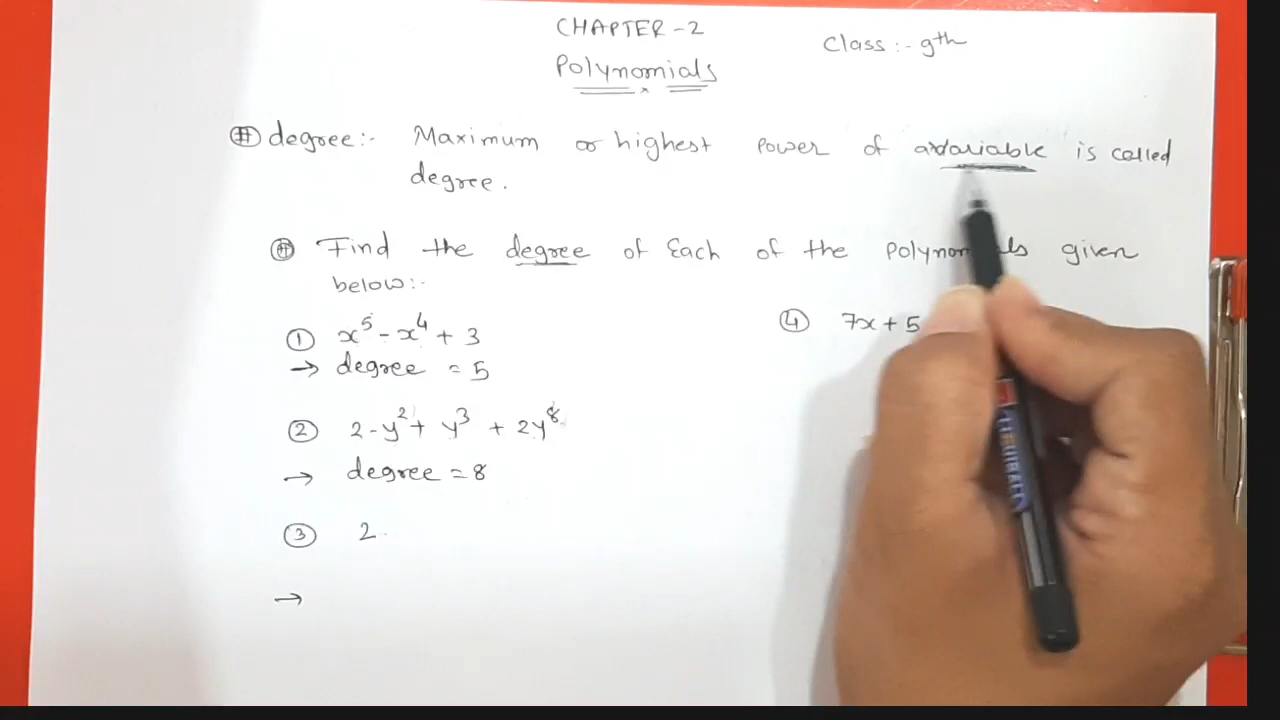 CHAPTER-2
Class:- 9th
Polynomials
# degree:- Maximum or highest power of a variable is called
degree.
# Find the degree of Each of the Polynomials given
below:-
① x⁵ - x⁴ + 3
→ degree = 5
② 2 - y² + y³ + 2y⁸
→ degree = 8
③ 2
→
④ 7x + 5